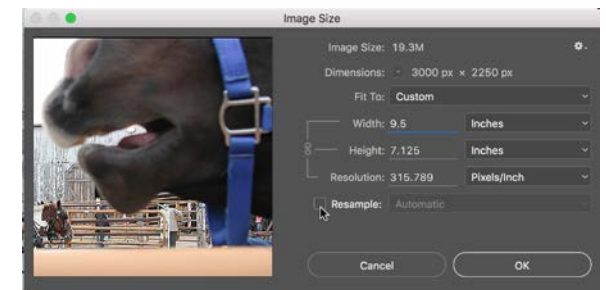 Image Size
Image Size: 19.3M
Dimensions: 3000 px × 2250 px
Fit To: Custom
Width: 9.5 Inches
Height: 7.125 Inches
Resolution: 315.789 Pixels/Inch
Resample: Automatic
Cancel OK